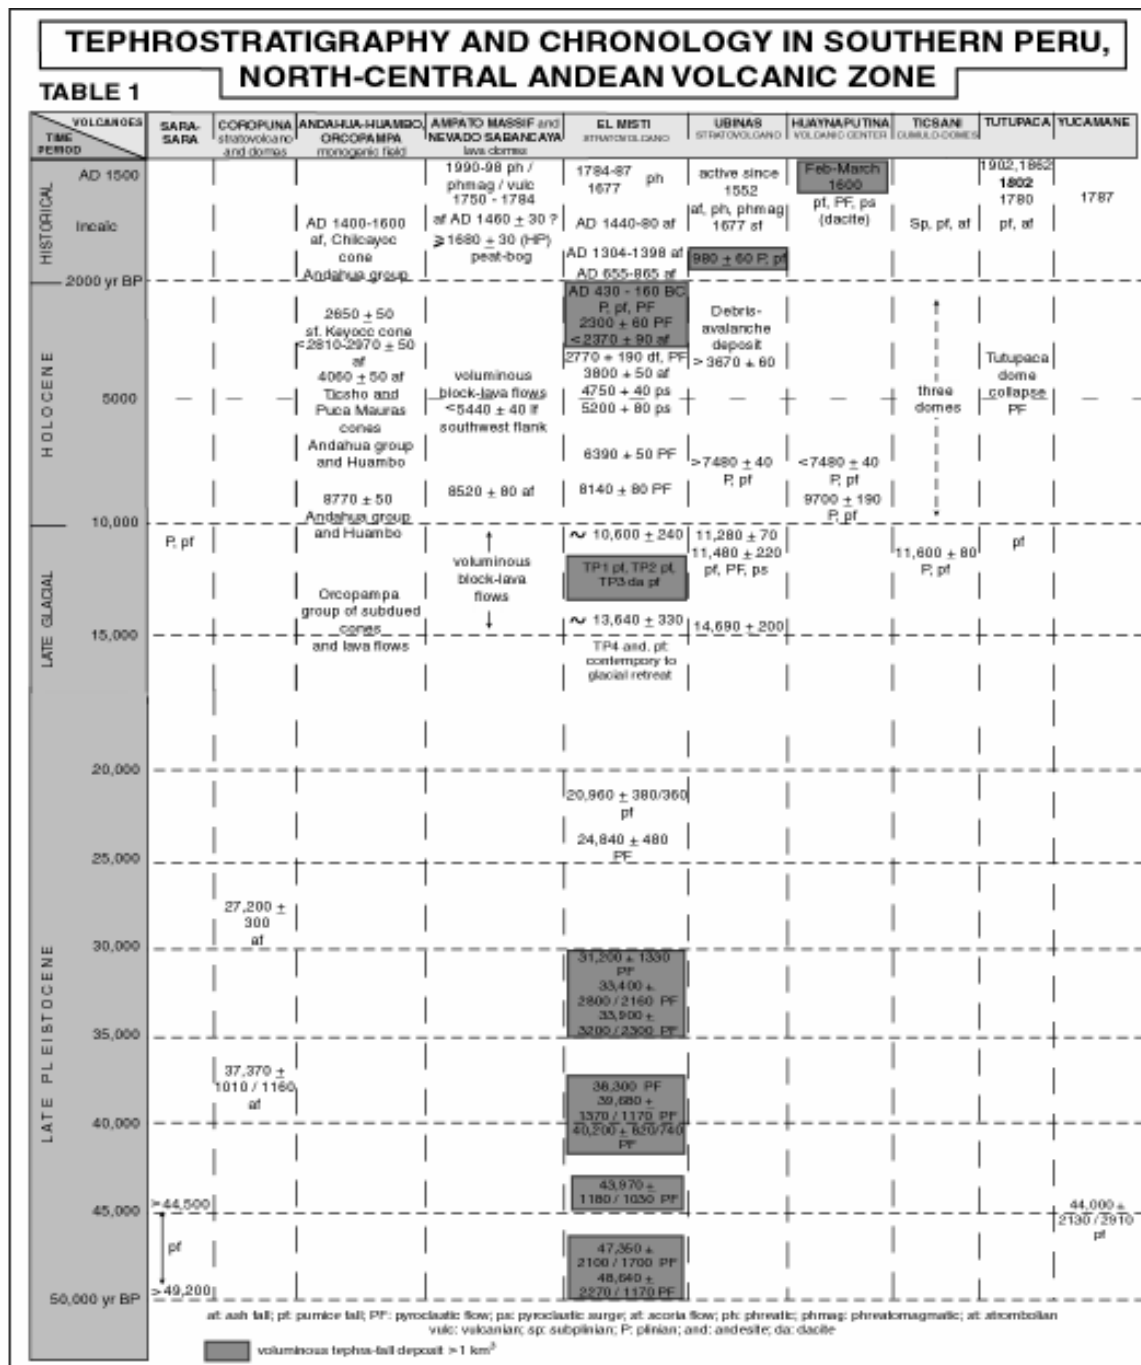 TEPHROSTRATIGRAPHY AND CHRONOLOGY IN SOUTHERN PERU,
NORTH-CENTRAL ANDEAN VOLCANIC ZONE
TABLE 1
VOLCANOES
TIME
PERIOD
SARA-
SARA
COROPUNA
stratovolcano
and domes
ANDAHUA-HUAMBO,
ORCOPAMPA
monogenic field
AMPATO MASSIF and
NEVADO SABANCAYA
lava domes
EL MISTI
STRATOVOLCANO
UBINAS
STRATOVOLCANO
HUAYNAPUTINA
VOLCANIC CENTER
TICSANI
CUMULO-DOMES
TUTUPACA
YUCAMANE
HISTORICAL
HOLOCENE
LATE GLACIAL
LATE PLEISTOCENE
AD 1500
Incaic
2000 yr BP
5000
10,000
15,000
20,000
25,000
30,000
35,000
40,000
45,000
50,000 yr BP
P, pf
>44,500
pf
>49,200
27,200 ±
300
af
37,370 ±
1010 / 1160
af
AD 1400-1600
af, Chilcayoc
cone
Andahua group
2650 ± 50
sf. Keyocc cone
<2810-2970 ± 50
af
4060 ± 50 af
Ticsho and
Puca Mauras
cones
Andahua group
and Huambo
8770 ± 50
Andahua group
and Huambo
Orcopampa
group of subdued
cones
and lava flows
1990-98 ph /
phmag / vulc
1750 - 1784
af AD 1460 ± 30 ?
⩾1680 ± 30 (HP)
peat-bog
voluminous
block-lava flows
<5440 ± 40 lf
southwest flank
8520 ± 80 af
voluminous
block-lava
flows
1784-87
1677 ph
AD 1440-80 af
AD 1304-1398 af
AD 655-865 af
AD 430 - 160 BC
P, pf, PF
2300 ± 60 PF
<2370 ± 90 af
2770 + 190 df, PF
3800 + 50 af
4750 + 40 ps
5200 + 80 ps
6390 + 50 PF
8140 + 80 PF
~ 10,600 ± 240
TP1 pf, TP2 pf,
TP3 da pf
~ 13,640 ± 330
TP4 and. pf
contempory to
glacial retreat
20,960 ± 380/360
pf
24,840 ± 480
PF
31,200 ± 1330
PF
33,400 ±
2800 / 2160 PF
33,900 ±
3200 / 2300 PF
38,300 PF
39,680 ±
1370 / 1170 PF
40,200 ± 820/740
PF
43,970 ±
1180 / 1030 PF
47,350 ±
2100 / 1700 PF
48,640 ±
2270 / 1170 PF
active since
1552
af, ph, phmag
1677 sf
980 ± 60 P, pf
Debris-
avalanche
deposit
> 3670 ± 60
>7480 ± 40
P, pf
11,280 ± 70
11,480 ± 220
pf, PF, ps
14,690 ± 200
Feb-March
1600
pf, PF, ps
(dacite)
<7480 ± 40
P, pf
9700 ± 190
P, pf
Sp, pf, af
three
domes
11,600 ± 80
P, pf
1902, 1862
1802
1780
pf, af
Tutupaca
dome
collapse
PF
pf
1787
44,000 ±
2130 / 2910
pf
af: ash fall; pf: pumice fall; PF: pyroclastic flow; ps: pyroclastic surge; sf: scoria flow; ph: phreatic; phmag: phreatomagmatic; st: strombolian
vulc: vulcanian; sp: subplinian; P: plinian; and: andesite; da: dacite
voluminous tephra-fall deposit >1 km³